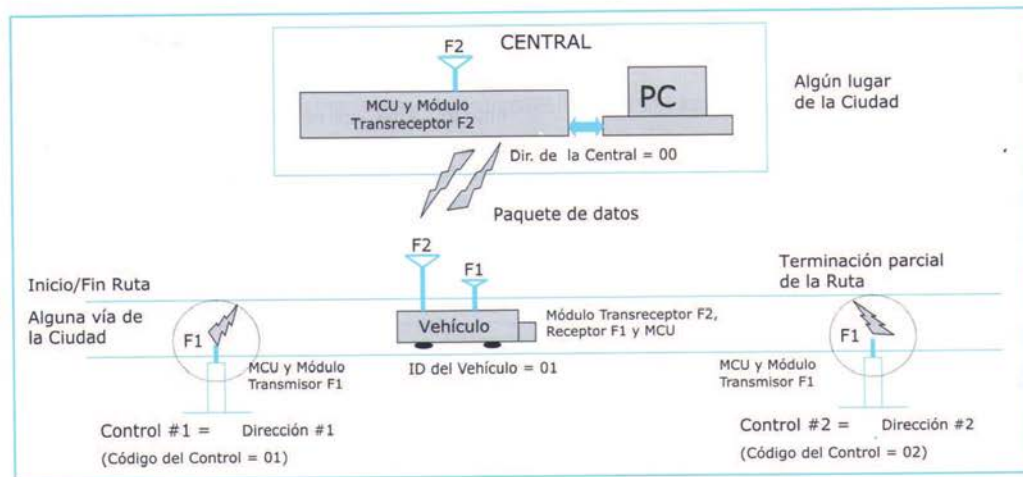 CENTRAL
F2
PC
MCU y Módulo
Transreceptor F2
Algún lugar
de la Ciudad
Dir. de la Central = 00
Paquete de datos
F2
F1
Inicio/Fin Ruta
Terminación parcial
de la Ruta
Alguna vía de
la Ciudad
F1
Vehículo
Módulo Transreceptor F2,
Receptor F1 y MCU
F1
MCU y Módulo
Transmisor F1
ID del Vehículo = 01
MCU y Módulo
Transmisor F1
Control #1 = Dirección #1
(Código del Control = 01)
Control #2 = Dirección #2
(Código del Control = 02)